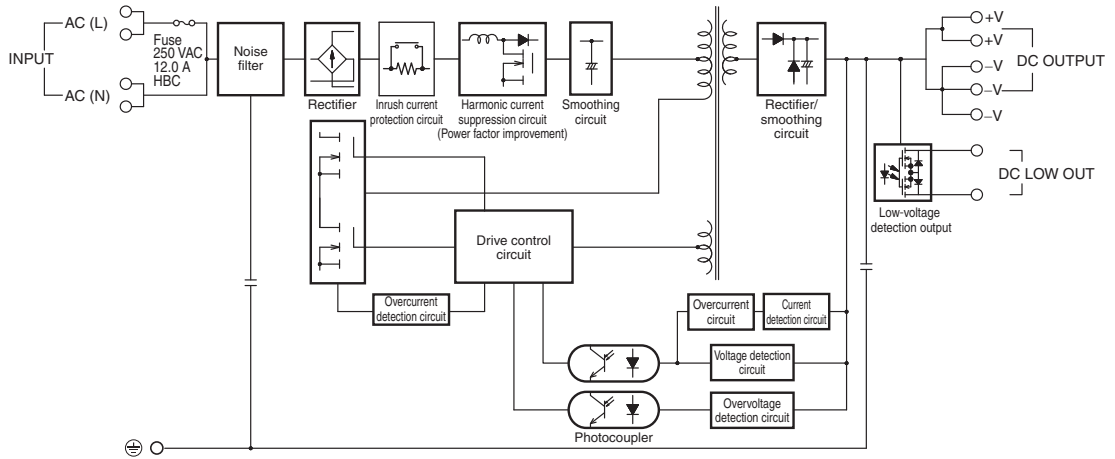 INPUT
AC (L)
AC (N)
Fuse
250 VAC
12.0 A
HBC
Noise
filter
Rectifier
Inrush current
protection circuit
Harmonic current
suppression circuit
(Power factor improvement)
Smoothing
circuit
Rectifier/
smoothing
circuit
+V
+V
−V
−V
−V
DC OUTPUT
DC LOW OUT
Low-voltage
detection output
Drive control
circuit
Overcurrent
detection circuit
Overcurrent
circuit
Current
detection circuit
Voltage detection
circuit
Overvoltage
detection circuit
Photocoupler